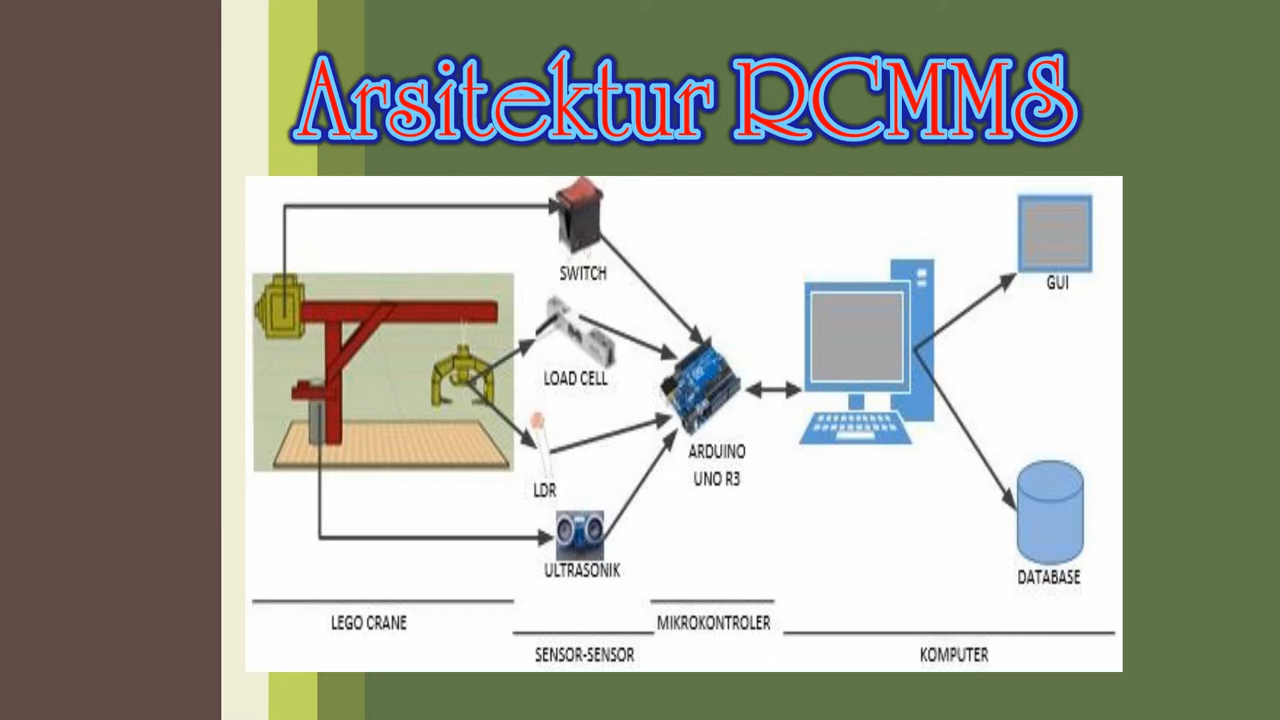 Arsitektur RCMMS
SWITCH
GUI
LOAD CELL
ARDUINO
UNO R3
LDR
ULTRASONIK
DATABASE
LEGO CRANE
MIKROKONTROLER
SENSOR-SENSOR
KOMPUTER